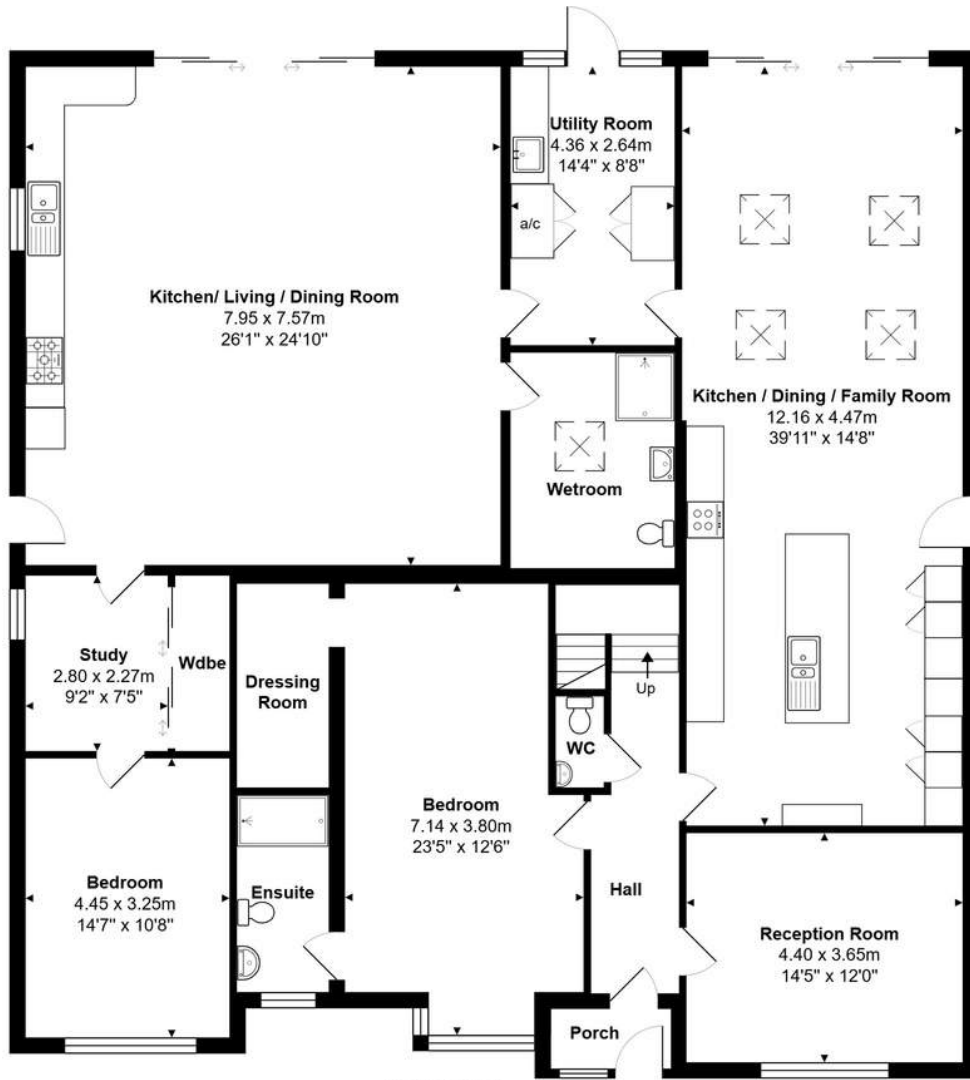 Utility Room
4.36 x 2.64m
14'4" x 8'8"
a/c
Kitchen/ Living / Dining Room
7.95 x 7.57m
26'1" x 24'10"
Kitchen / Dining / Family Room
12.16 x 4.47m
39'11" x 14'8"
Wetroom
Study
2.80 x 2.27m
9'2" x 7'5"
Wdbe
Dressing
Room
Up
WC
Bedroom
7.14 x 3.80m
23'5" x 12'6"
Bedroom
4.45 x 3.25m
14'7" x 10'8"
Ensuite
Hall
Reception Room
4.40 x 3.65m
14'5" x 12'0"
Porch